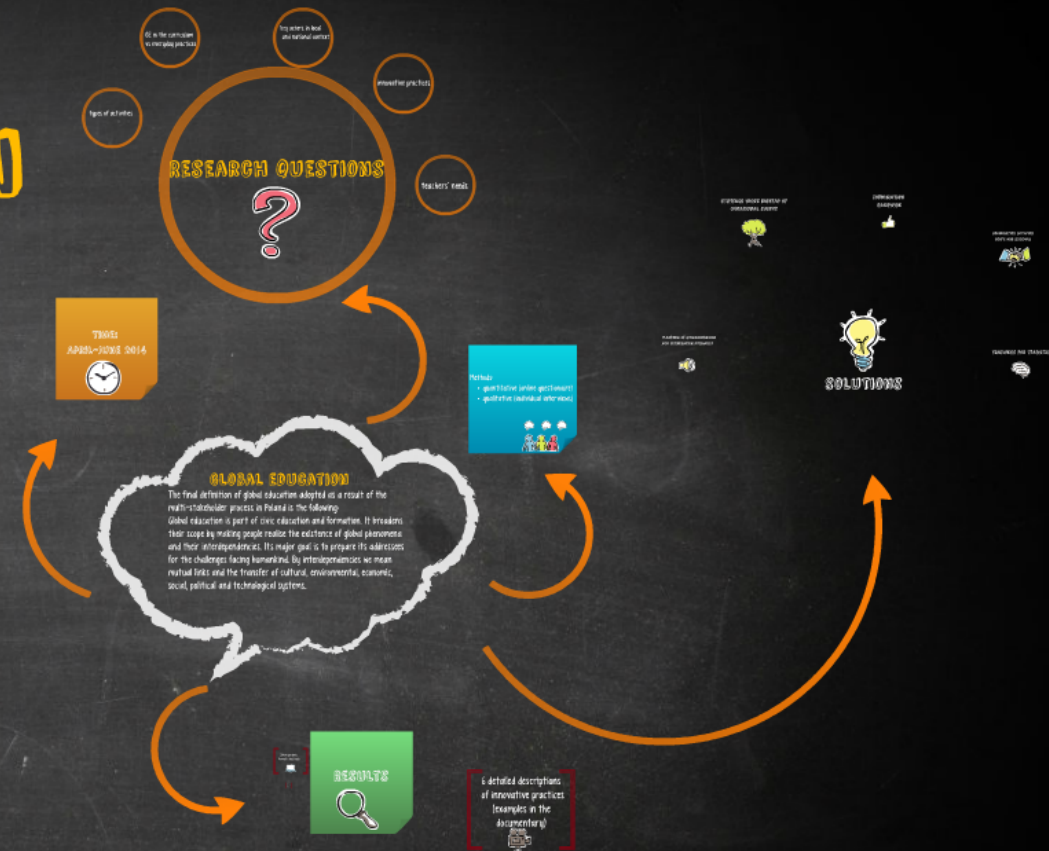 GE in the curriculum
vs everyday practices
key actors in local
and national context
innovative practices
types of activities
teachers' needs
RESEARCH QUESTIONS
?
TIME:
APRIL-JUNE 2014
Methods:
• quantitative (online questionnaire)
• qualitative (individual interviews)
SOLUTIONS
GLOBAL EDUCATION
The final definition of global education adopted as a result of the
multi-stakeholder process in Poland is the following:
Global education is part of civic education and formation. It broadens
their scope by making people realise the existence of global phenomena
and their interdependencies. Its major goal is to prepare its addressees
for the challenges facing humankind. By interdependencies we mean
mutual links and the transfer of cultural, environmental, economic,
social, political and technological systems.
RESULTS
6 detailed descriptions
of innovative practices
(examples in the
documentary)